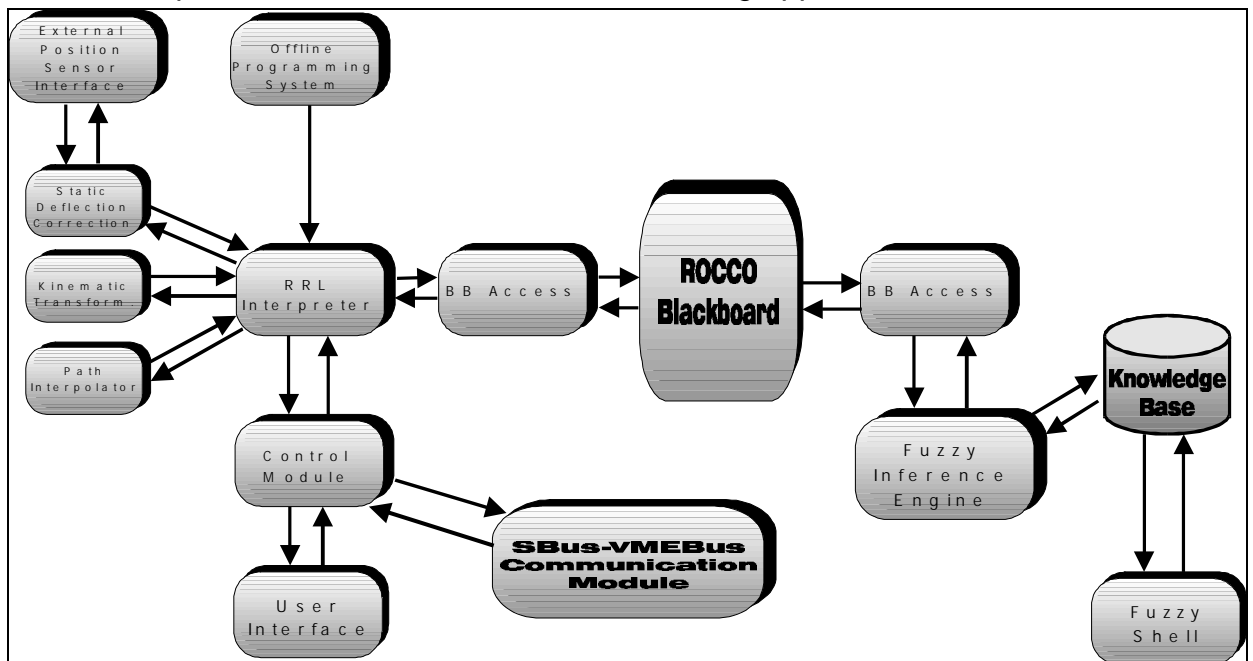 External
Position
Sensor
Interface
Offline
Programming
System
Static
Deflection
Correction
Kinematic
Transform.
Path
Interpolator
RRL
Interpreter
BB Access
ROCCO
Blackboard
BB Access
Knowledge
Base
Control
Module
Fuzzy
Inference
Engine
SBus-VMEBus
Communication
Module
User
Interface
Fuzzy
Shell